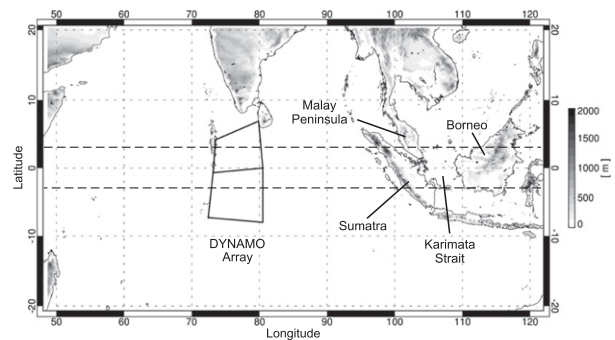 20
10
0
-10
-20
Latitude
Malay
Peninsula
Borneo
Sumatra
Karimata
Strait
DYNAMO
Array
2000
1500
1000
500
0
[ m ]
50 60 70 80 90 100 110 120
Longitude